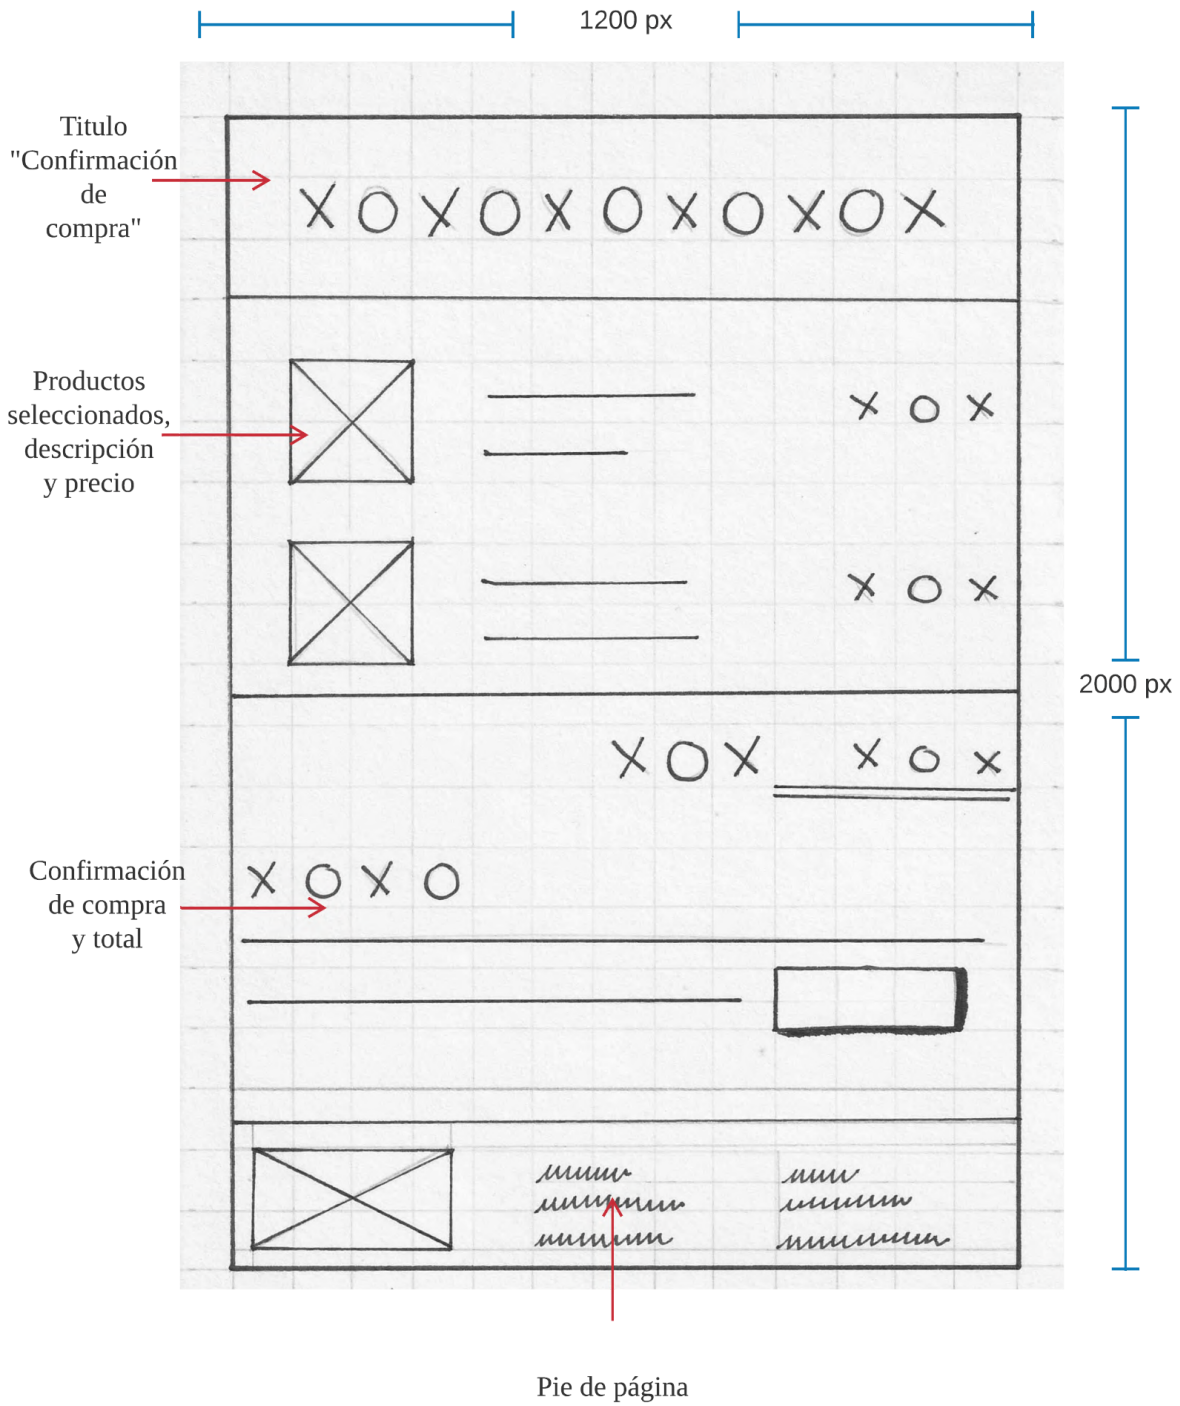 1200 px
Titulo
"Confirmación
de
compra"
X O X O X O X O X O X
Productos
seleccionados,
descripción
y precio
X O X
X O X
2000 px
X O X X O X
Confirmación
de compra
y total
X O X O
Pie de página